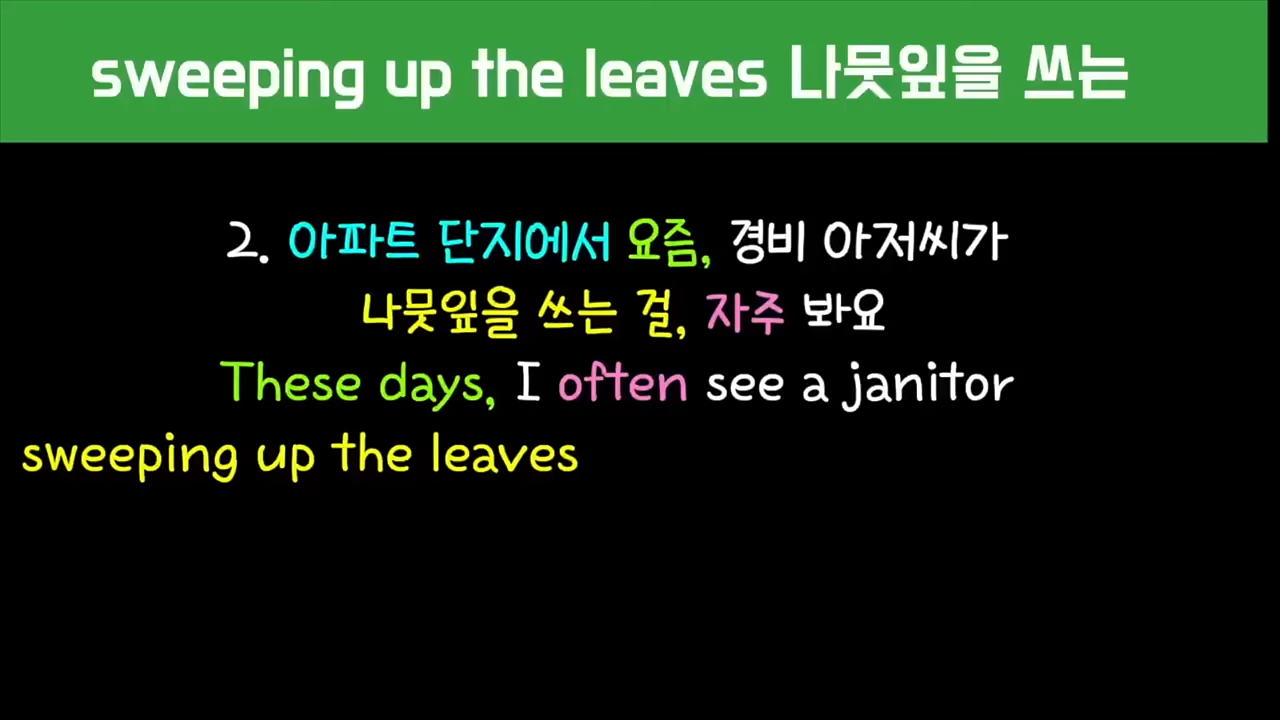 sweeping up the leaves 나뭇잎을 쓰는
2. 아파트 단지에서 요즘, 경비 아저씨가
나뭇잎을 쓰는 걸, 자주 봐요
These days, I often see a janitor
sweeping up the leaves